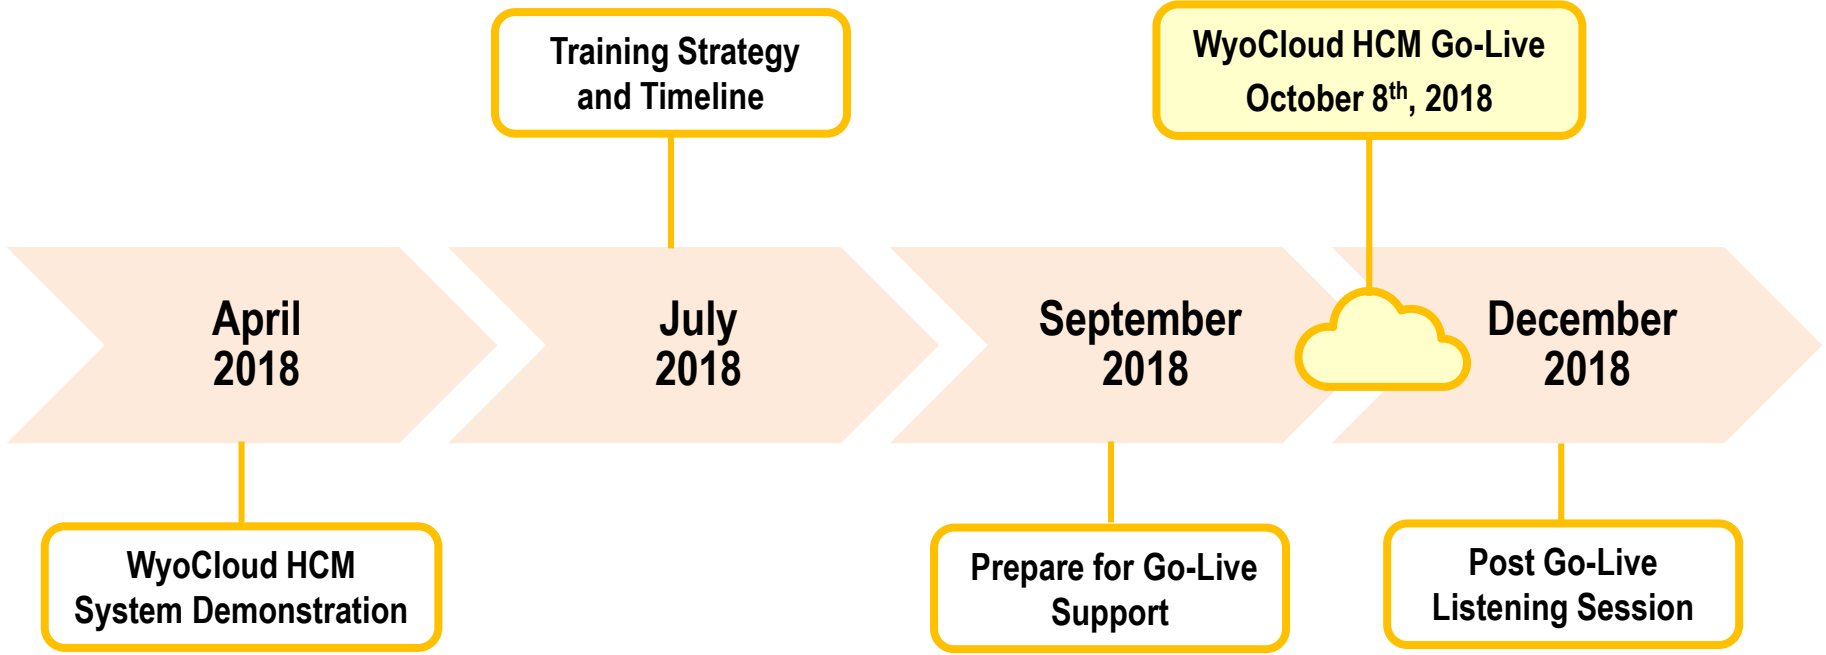 Training Strategy
and Timeline
WyoCloud HCM Go-Live
October 8th, 2018
April
2018
July
2018
September
2018
December
2018
WyoCloud HCM
System Demonstration
Prepare for Go-Live
Support
Post Go-Live
Listening Session